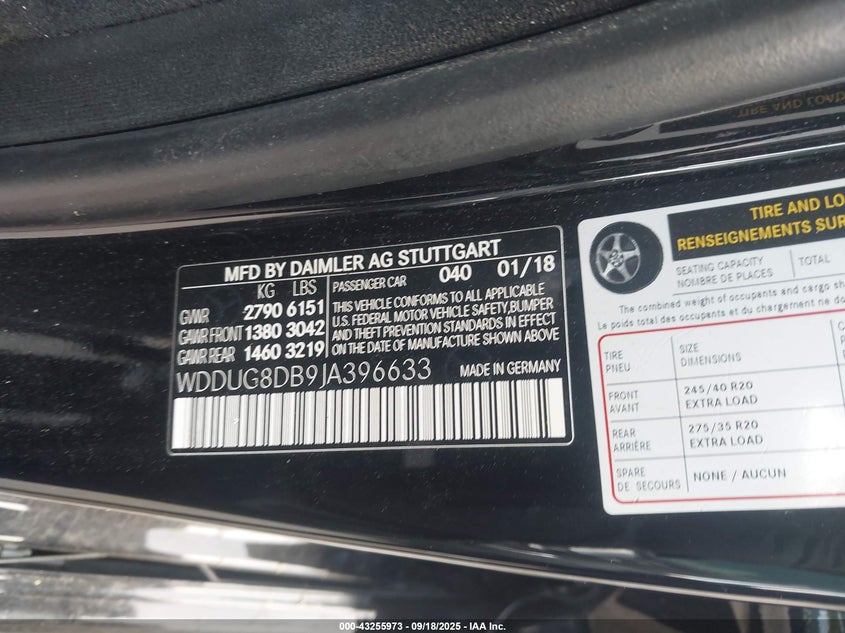 MFD BY DAIMLER AG STUTTGART
KG LBS
GVWR 2790 6151
GAWR FRONT 1380 3042
GAWR REAR 1460 3219
PASSENGER CAR 040 01/18
THIS VEHICLE CONFORMS TO ALL APPLICABLE
U.S. FEDERAL MOTOR VEHICLE SAFETY, BUMPER
AND THEFT PREVENTION STANDARDS IN EFFECT
ON THE DATE OF MANUFACTURE SHOWN ABOVE.
WDDUG8DB9JA396633 MADE IN GERMANY
TIRE AND LO
RENSEIGNEMENTS SUR
SEATING CAPACITY
NOMBRE DE PLACES
TOTAL
The combined weight of occupants and cargo sh
Le poids total des occupants et du chargement ne do
TIRE
PNEU
SIZE
DIMENSIONS
FRONT
AVANT
245/40 R20
EXTRA LOAD
REAR
ARRIÈRE
275/35 R20
EXTRA LOAD
SPARE
DE SECOURS
NONE / AUCUN
TIRE AND LOAD
000-43255973 - 09/18/2025 - IAA Inc.